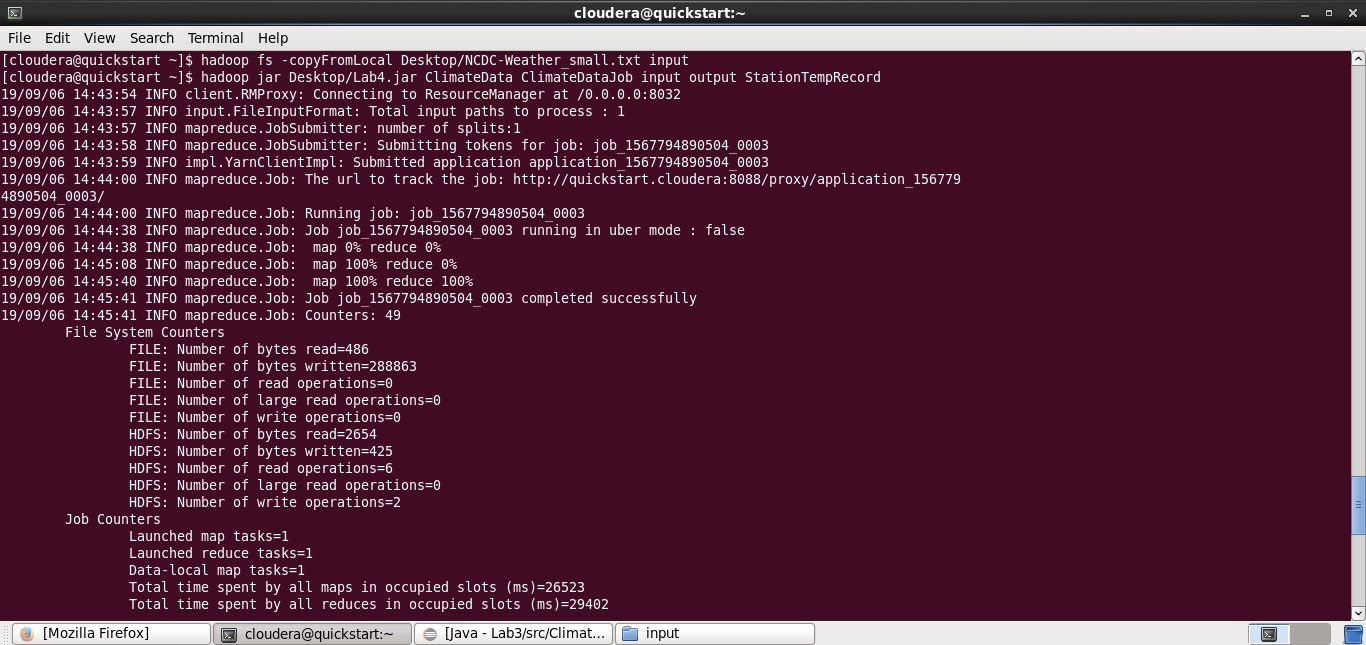 cloudera@quickstart:~
File Edit View Search Terminal Help
[cloudera@quickstart ~]$ hadoop fs -copyFromLocal Desktop/NCDC-Weather_small.txt input
[cloudera@quickstart ~]$ hadoop jar Desktop/Lab4.jar ClimateData ClimateDataJob input output StationTempRecord
19/09/06 14:43:54 INFO client.RMProxy: Connecting to ResourceManager at /0.0.0.0:8032
19/09/06 14:43:57 INFO input.FileInputFormat: Total input paths to process : 1
19/09/06 14:43:57 INFO mapreduce.JobSubmitter: number of splits:1
19/09/06 14:43:58 INFO mapreduce.JobSubmitter: Submitting tokens for job: job_1567794890504_0003
19/09/06 14:43:59 INFO impl.YarnClientImpl: Submitted application application_1567794890504_0003
19/09/06 14:44:00 INFO mapreduce.Job: The url to track the job: http://quickstart.cloudera:8088/proxy/application_156779
4890504_0003/
19/09/06 14:44:00 INFO mapreduce.Job: Running job: job_1567794890504_0003
19/09/06 14:44:38 INFO mapreduce.Job: Job job_1567794890504_0003 running in uber mode : false
19/09/06 14:44:38 INFO mapreduce.Job:  map 0% reduce 0%
19/09/06 14:45:08 INFO mapreduce.Job:  map 100% reduce 0%
19/09/06 14:45:40 INFO mapreduce.Job:  map 100% reduce 100%
19/09/06 14:45:41 INFO mapreduce.Job: Job job_1567794890504_0003 completed successfully
19/09/06 14:45:41 INFO mapreduce.Job: Counters: 49
File System Counters
FILE: Number of bytes read=486
FILE: Number of bytes written=288863
FILE: Number of read operations=0
FILE: Number of large read operations=0
FILE: Number of write operations=0
HDFS: Number of bytes read=2654
HDFS: Number of bytes written=425
HDFS: Number of read operations=6
HDFS: Number of large read operations=0
HDFS: Number of write operations=2
Job Counters
Launched map tasks=1
Launched reduce tasks=1
Data-local map tasks=1
Total time spent by all maps in occupied slots (ms)=26523
Total time spent by all reduces in occupied slots (ms)=29402
[Mozilla Firefox] cloudera@quickstart:~ [Java - Lab3/src/Climat... input